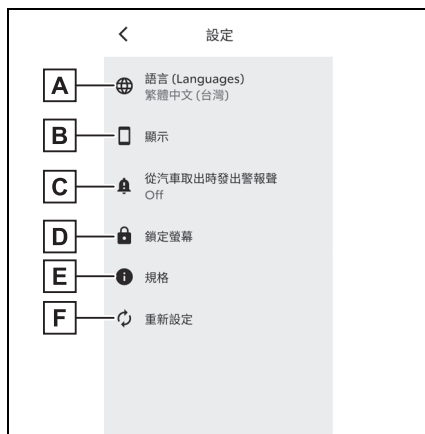 設定
A
語言 (Languages)
繁體中文 (台灣)
B
顯示
C
從汽車取出時發出警報聲
Off
D
鎖定螢幕
E
規格
F
重新設定